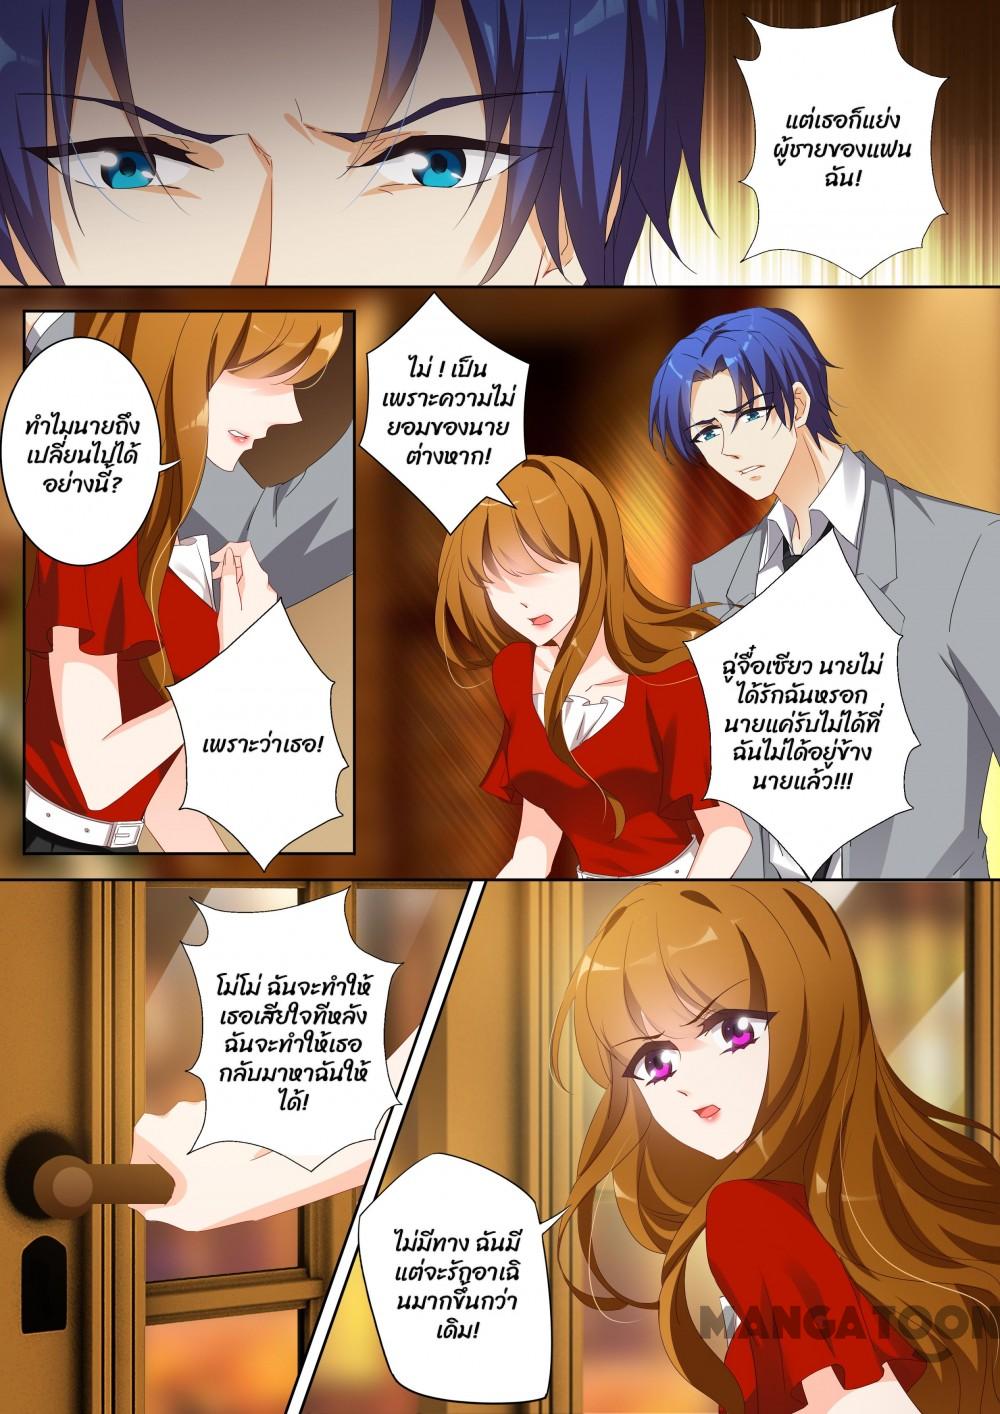 แต่เธอก็แย่ง
ผู้ชายของแฟน
ฉัน!
ทำไมนายถึง
เปลี่ยนไปได้
อย่างนี้?
เพราะว่าเธอ!
ไม่ ! เป็น
เพราะความไม่
ยอมของนาย
ต่างหาก!
ฉู่จื่อเซียว นายไม่
ได้รักฉันหรอก
นายแค่รับไม่ได้ที่
ฉันไม่ได้อยู่ข้าง
นายแล้ว!!!
โม่โม่ ฉันจะทำให้
เธอเสียใจทีหลัง
ฉันจะทำให้เธอ
กลับมาหาฉันให้
ได้!
ไม่มีทาง ฉันมี
แต่จะรักอาเฉิ
นมากขึ้นกว่า
เดิม!
MANGATOON